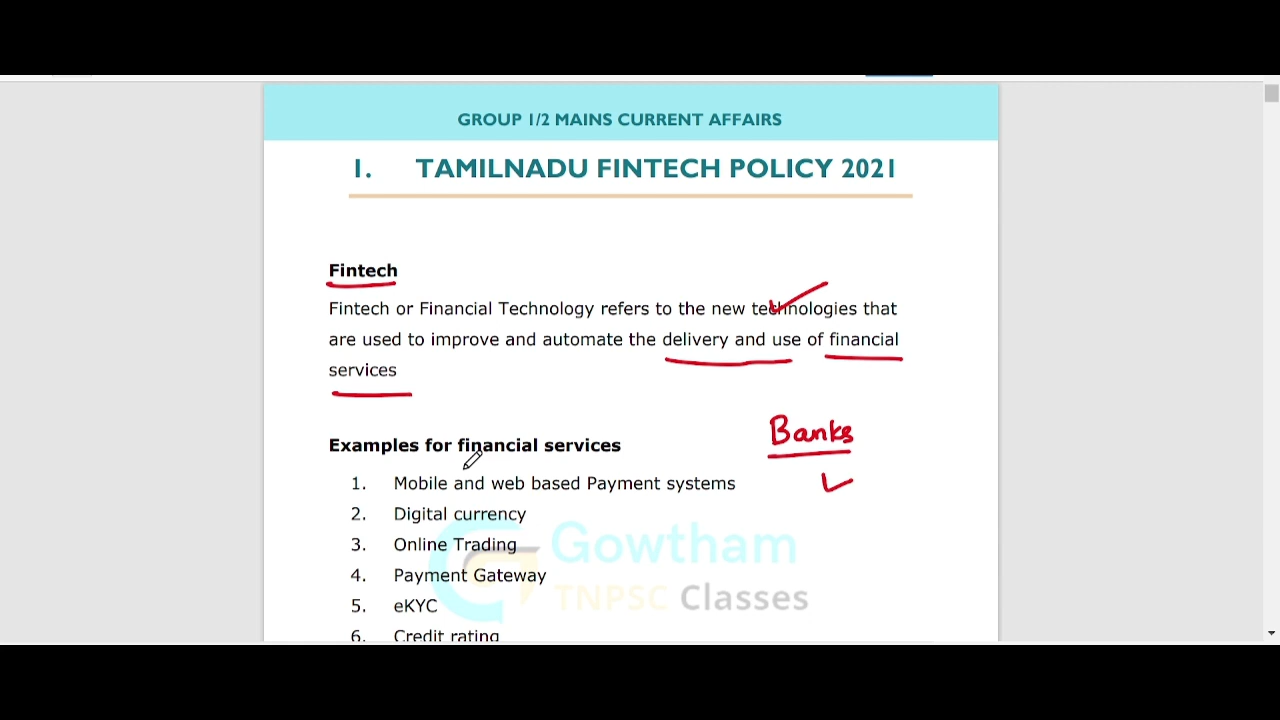 GROUP 1/2 MAINS CURRENT AFFAIRS
1. TAMILNADU FINTECH POLICY 2021
Fintech
Fintech or Financial Technology refers to the new technologies that
are used to improve and automate the delivery and use of financial
services
Banks
Examples for financial services
1. Mobile and web based Payment systems
2. Digital currency
3. Online Trading
4. Payment Gateway
5. eKYC
6. Credit rating
Gowtham
TNPSC Classes